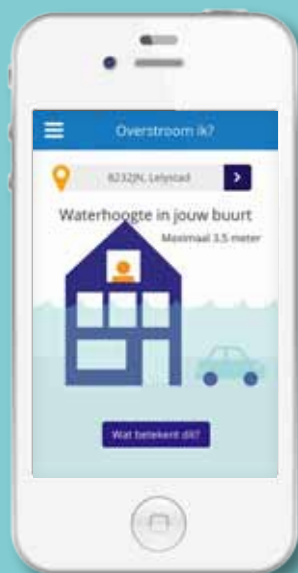 Overstroom ik?
8232JN, Lelystad
Waterhoogte in jouw buurt
Maximaal 3.5 meter
Wat betekent dit?